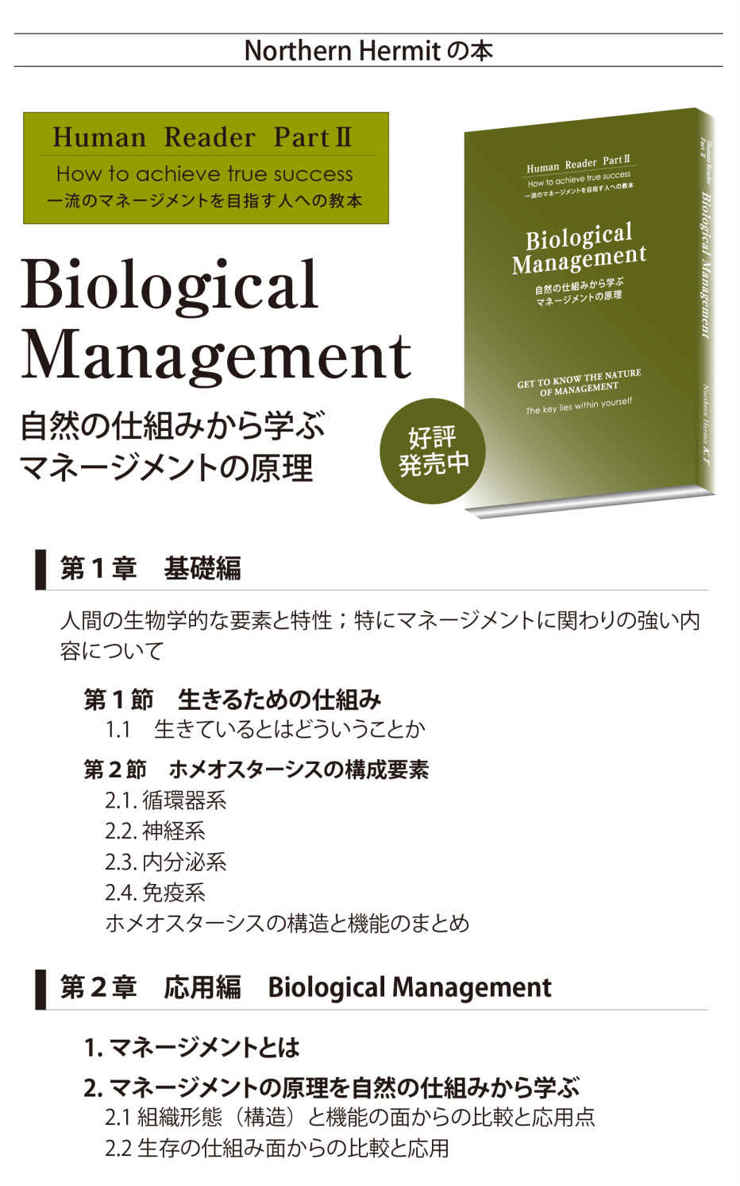 Northern Hermit の本
Human Reader Part Ⅱ
How to achieve true success
一流のマネージメントを目指す人への教本
Biological
Management
自然の仕組みから学ぶ
マネージメントの原理
好評
発売中
Human Reader Part Ⅱ
How to achieve true success
一流のマネージメントを目指す人への教本
Biological
Management
自然の仕組みから学ぶ
マネージメントの原理
GET TO KNOW THE NATURE
OF MANAGEMENT
The key lies within yourself
Human Reader
Part Ⅱ
Biological Management
Northern Hermit K.T
第1章　基礎編
人間の生物学的な要素と特性；特にマネージメントに関わりの強い内
容について
第1節　生きるための仕組み
1.1　生きているとはどういうことか
第2節　ホメオスターシスの構成要素
2.1. 循環器系
2.2. 神経系
2.3. 内分泌系
2.4. 免疫系
ホメオスターシスの構造と機能のまとめ
第2章　応用編　Biological Management
1. マネージメントとは
2. マネージメントの原理を自然の仕組みから学ぶ
2.1 組織形態（構造）と機能の面からの比較と応用点
2.2 生存の仕組み面からの比較と応用